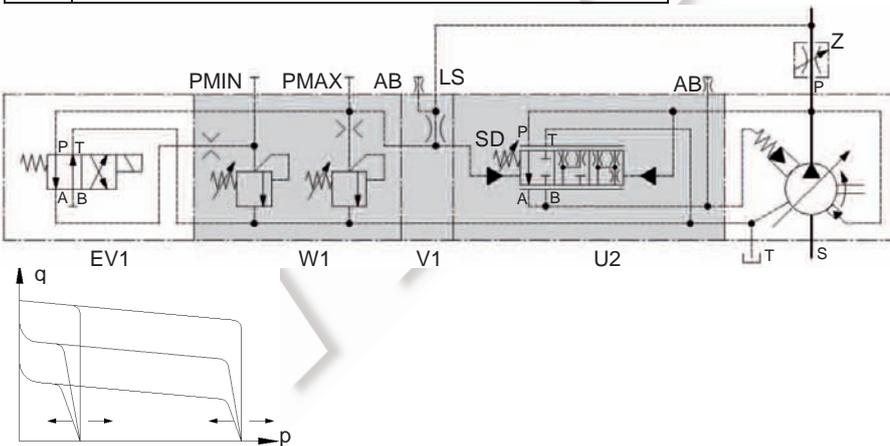 Z
PMIN PMAX AB LS AB
P
SD P T
P T
A B
A B
EV1 W1 V1 U2 T S
q
p